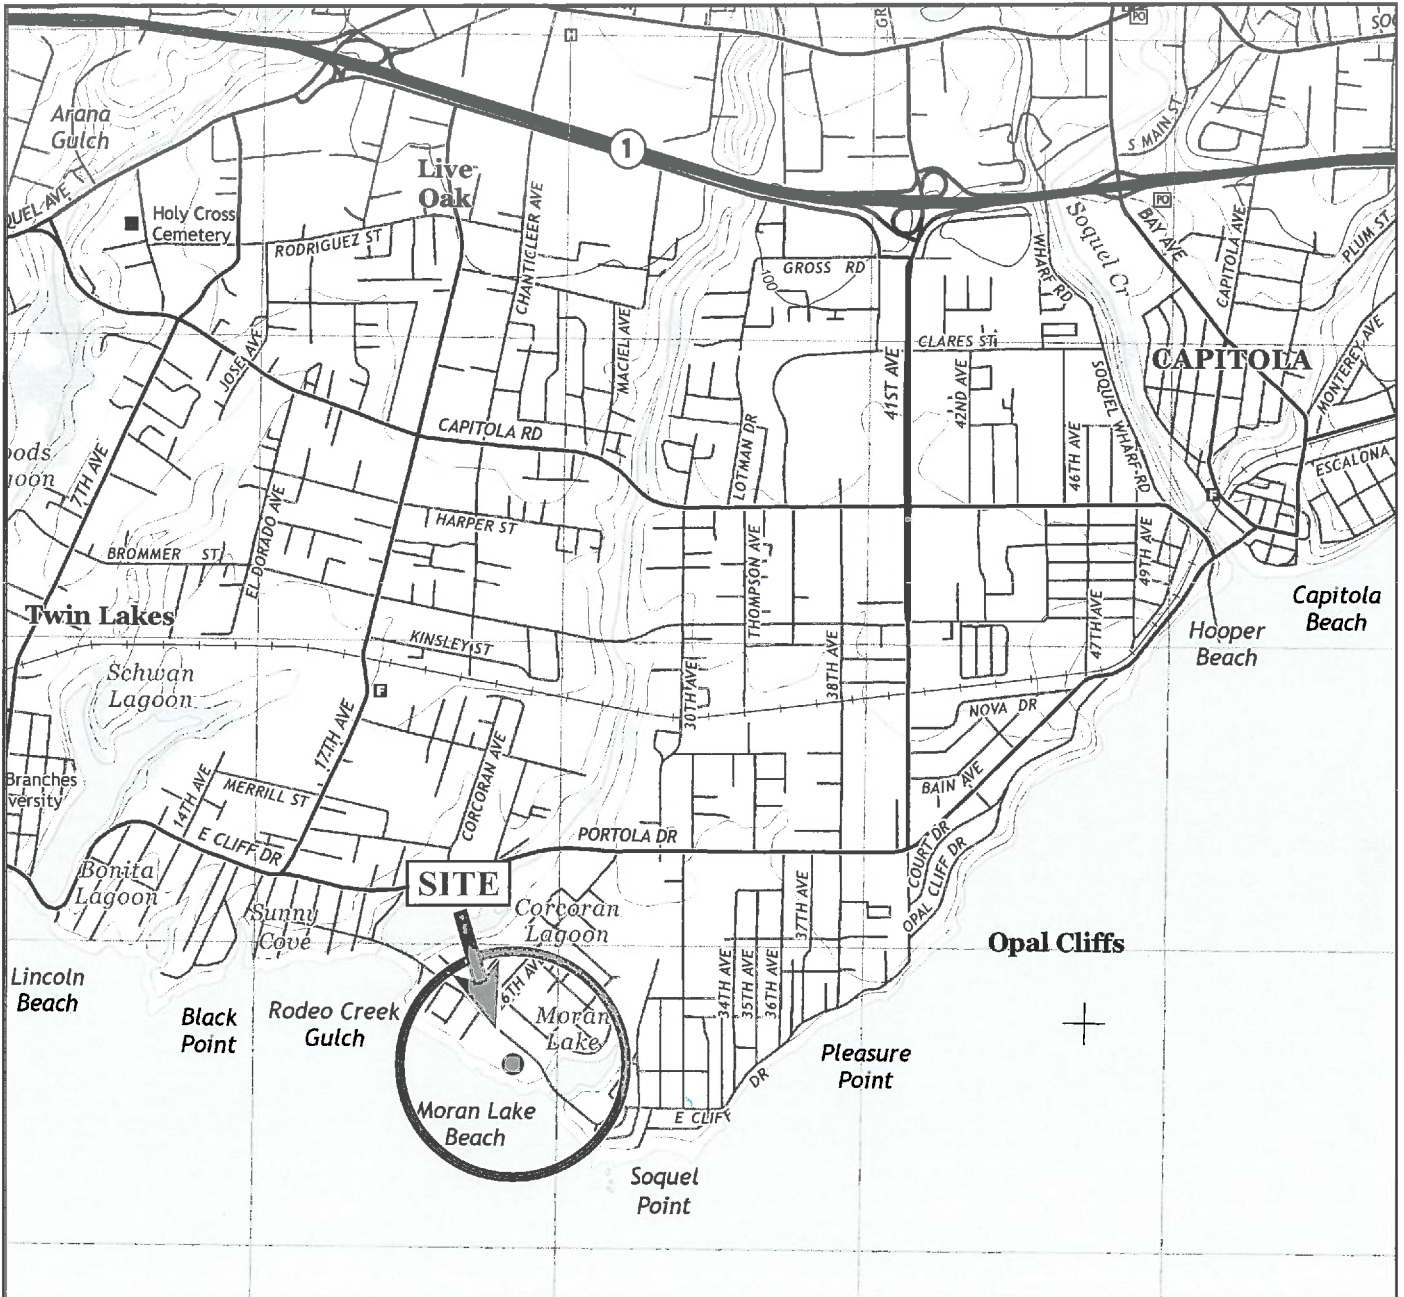 PO
H
Arana
Gulch
S MAIN ST
1
Live
Oak
PO
Holy Cross
Cemetery
RODRIGUEZ ST
CHANTICLEER AVE
Soquel Cr
BAY AVE
CAPITOLA AVE
PLUM ST
GROSS RD
100
WHARF RD
JOSE AVE
MACIEL AVE
CLARES ST
CAPITOLA
MONTEREY AVE
41ST AVE
42ND AVE
SOQUEL WHARF RD
CAPITOLA RD
LOTMAN DR
46TH AVE
ESCALONA
7TH AVE
F
HARPER ST
EL DORADO AVE
BROMMER ST
THOMPSON AVE
49TH AVE
Twin Lakes
Capitola
Beach
KINSLEY ST
47TH AVE
Hooper
Beach
38TH AVE
30TH AVE
Schwan
Lagoon
F
NOVA DR
17TH AVE
CORCORAN AVE
BAIN AVE
Branches
14TH AVE
MERRILL ST
E CLIFF DR
PORTOLA DR
COURT DR
OPAL CLIFF DR
SITE
Bonita
Lagoon
Sunny
Cove
Corcoran
Lagoon
37TH AVE
Opal Cliffs
Lincoln
Beach
34TH AVE
35TH AVE
36TH AVE
Black
Point
Rodeo Creek
Gulch
Moran
Lake
Pleasure
Point
Moran Lake
Beach
E CLIFF DR
Soquel
Point